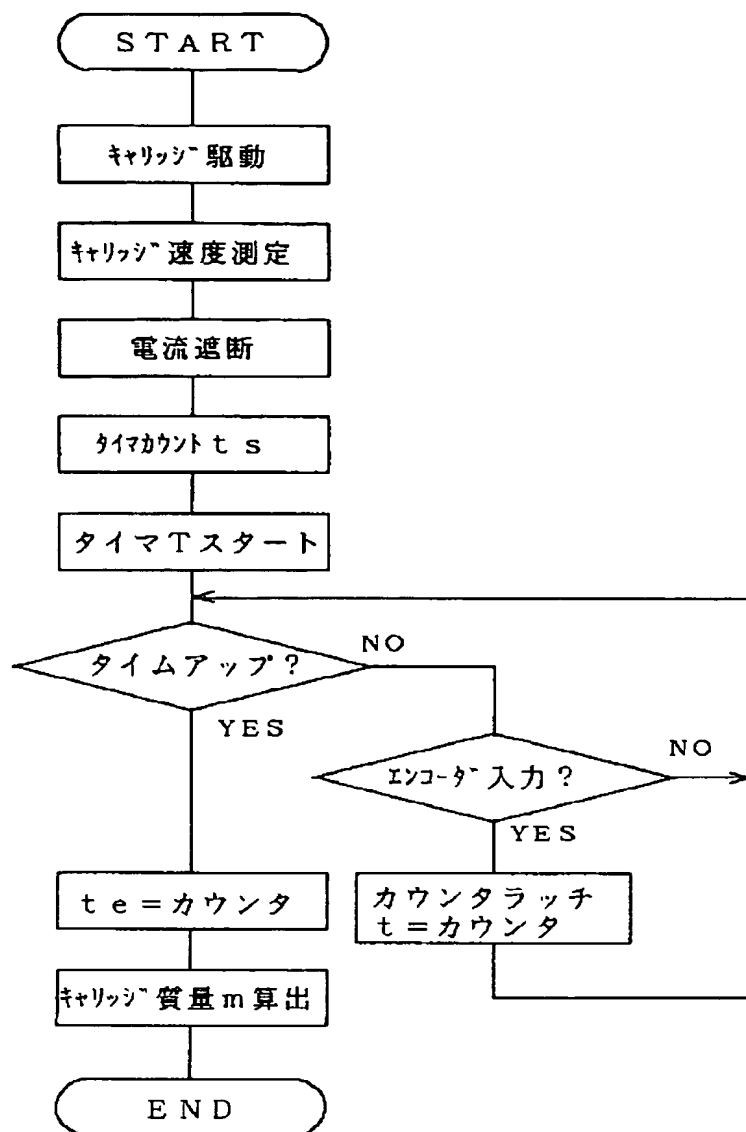 START
ｷｬﾘｯｼﾞ駆動
ｷｬﾘｯｼﾞ速度測定
電流遮断
ﾀｲﾏｶｳﾝﾄｔｓ
タイマTスタート
タイムアップ？
NO
YES
ｴﾝｺｰﾀﾞ入力？
NO
YES
ｔｅ＝カウンタ
カウンタラッチ
ｔ＝カウンタ
ｷｬﾘｯｼﾞ質量ｍ算出
END